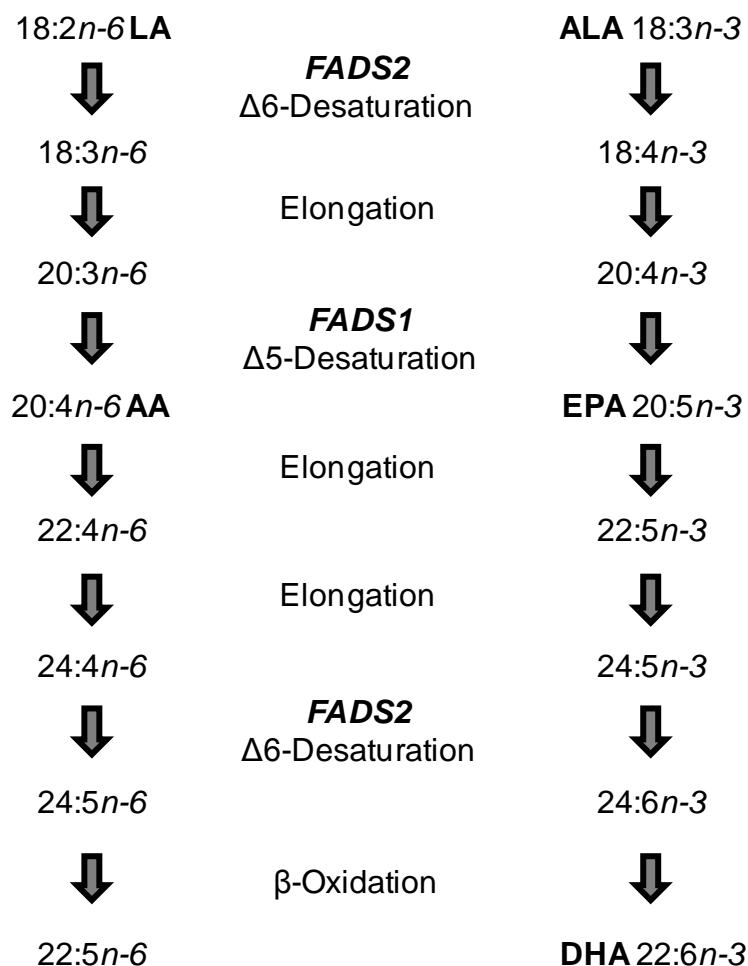 18:2n-6 LA
ALA 18:3n-3
FADS2
Δ6-Desaturation
18:3n-6
18:4n-3
Elongation
20:3n-6
20:4n-3
FADS1
Δ5-Desaturation
20:4n-6 AA
EPA 20:5n-3
Elongation
22:4n-6
22:5n-3
Elongation
24:4n-6
24:5n-3
FADS2
Δ6-Desaturation
24:5n-6
24:6n-3
β-Oxidation
22:5n-6
DHA 22:6n-3